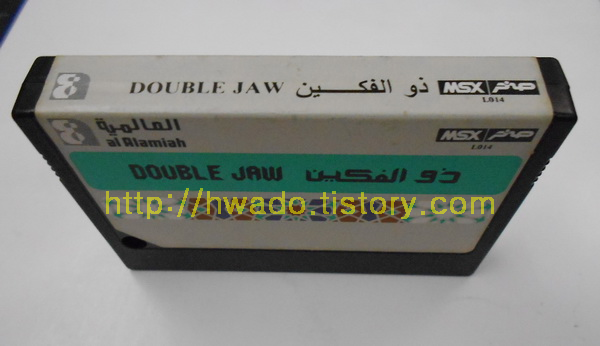 DOUBLE JAW ذو الفكين MSX صخر
L014
العالمية MSX صخر
al Alamiah L014
DOUBLE JAW ذو الفكين
http://hwado.tistory.com